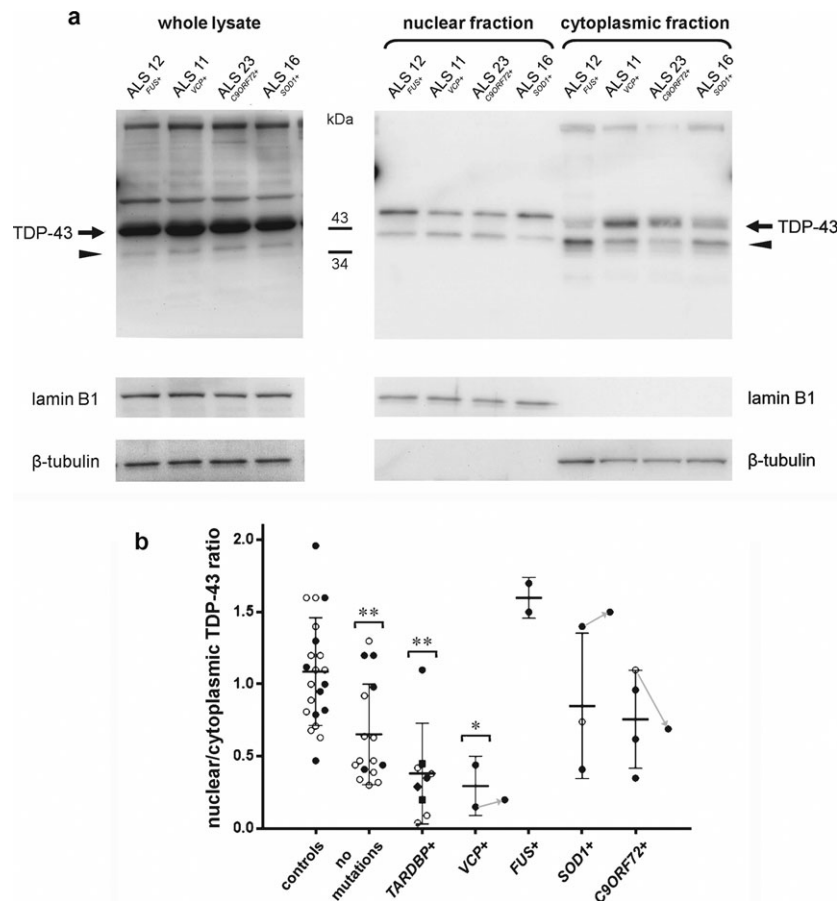 a
whole lysate
nuclear fraction
cytoplasmic fraction
ALS 12 FUS+
ALS 11 VCP+
ALS 23 C9ORF72+
ALS 16 SOD1+
ALS 12 FUS+
ALS 11 VCP+
ALS 23 C9ORF72+
ALS 16 SOD1+
ALS 12 FUS+
ALS 11 VCP+
ALS 23 C9ORF72+
ALS 16 SOD1+
kDa
TDP-43
43
TDP-43
34
lamin B1
lamin B1
β-tubulin
β-tubulin
b
nuclear/cytoplasmic TDP-43 ratio
2.0
1.5
1.0
0.5
0.0
**
**
*
controls
no mutations
TARDBP+
VCP+
FUS+
SOD1+
C9ORF72+